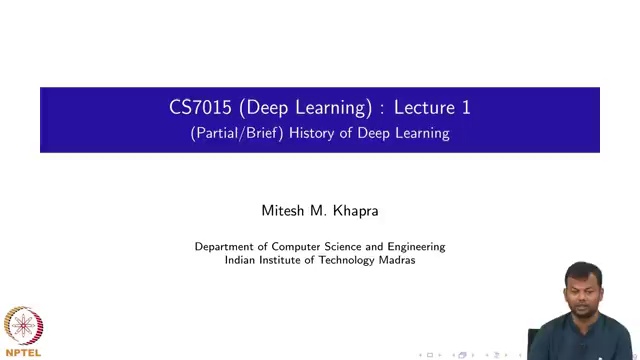 CS7015 (Deep Learning) : Lecture 1
(Partial/Brief) History of Deep Learning
Mitesh M. Khapra
Department of Computer Science and Engineering
Indian Institute of Technology Madras
NPTEL